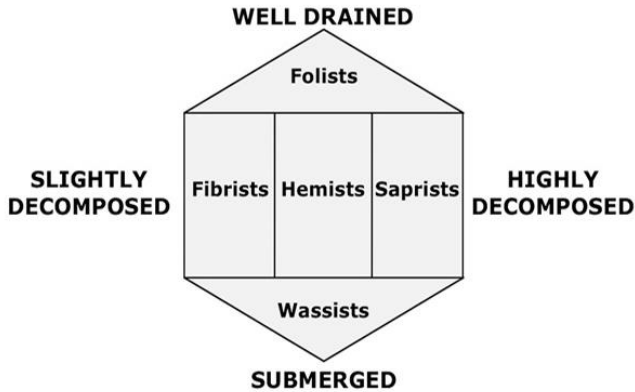 WELL DRAINED
Folists
SLIGHTLY
DECOMPOSED
Fibrists
Hemists
Saprists
HIGHLY
DECOMPOSED
Wassists
SUBMERGED